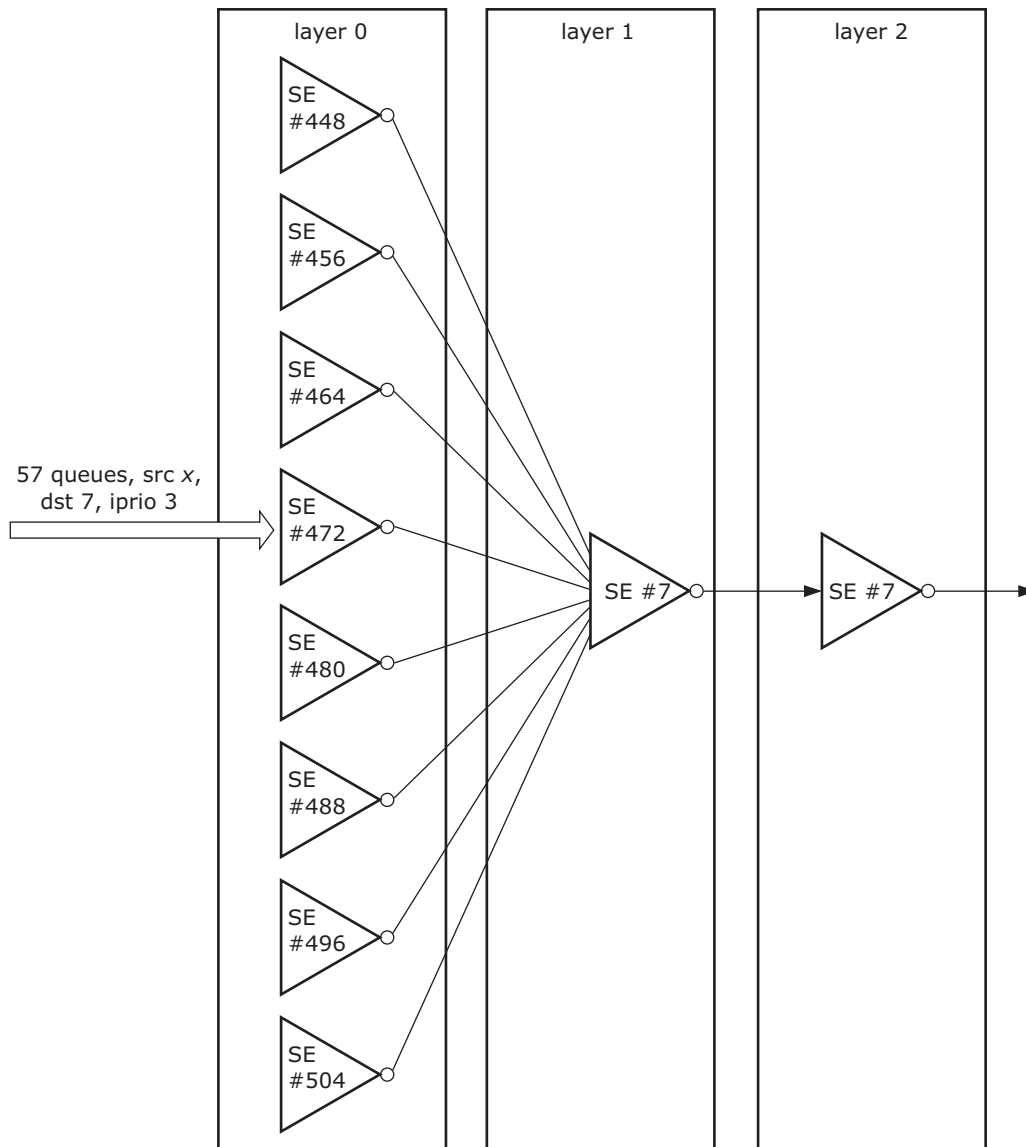 layer 0
layer 1
layer 2
SE
#448
SE
#456
SE
#464
57 queues, src x,
dst 7, iprio 3
SE
#472
SE #7
SE #7
SE
#480
SE
#488
SE
#496
SE
#504